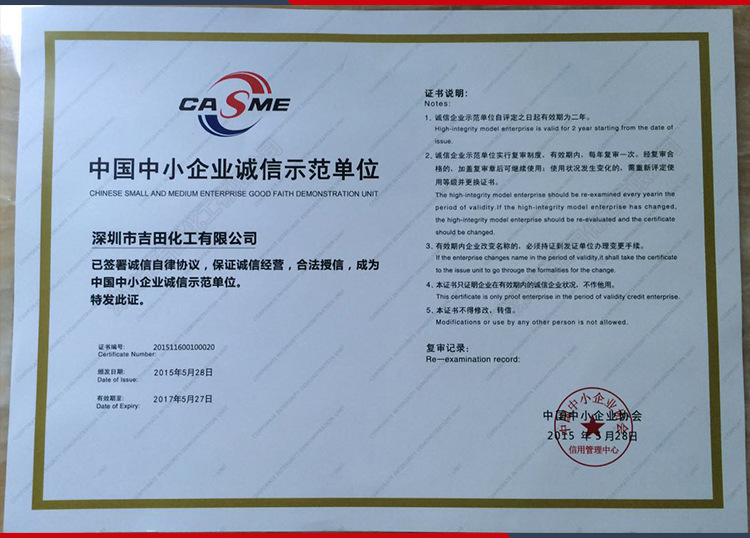 CASME
中国中小企业诚信示范单位
CHINESE SMALL AND MEDIUM ENTERPRISE GOOD FAITH DEMONSTRATION UNIT
深圳市吉田化工有限公司
已签署诚信自律协议，保证诚信经营，合法授信，成为
中国中小企业诚信示范单位。
特发此证。
证书编号: 201511600100020
Certificate Number:
颁发日期: 2015年5月28日
Date of Issue:
有效期至: 2017年5月27日
Date of Expiry:
证书说明:
Notes:
1、诚信企业示范单位自评定之日起有效期为二年。
High-integrity model enterprise is valid for 2 year starting from the date of
issue.
2、诚信企业示范单位实行复审制度，有效期内，每年复审一次。经复审合
格的，加盖复审章后可继续使用；使用状况发生变化的，需重新评定使
用等级并更换证书。
The high-integrity model enterprise should be re-examined every yearin the
period of validity.If the high-integrity model enterprise has changed,
the high-integrity model enterprise should be re-evaluated and the certificate
should be changed.
3、有效期内企业改变名称的，必须持证到发证单位办理变更手续。
If the enterprise changes name in the period of validity,it shall take the certificate
to the issue unit to go througe the formalities for the change.
4、本证书只证明企业在有效期内的诚信企业状况，不作他用。
This certificate is only proof enterprise in the period of validity credit enterprise.
5、本证书不得修改、转借。
Modifications or use by any other person is not allowed.
复审记录:
Re—examination record:
中国中小企业协会
2015 年 5 月28日
中国中小企业协会
信用管理中心